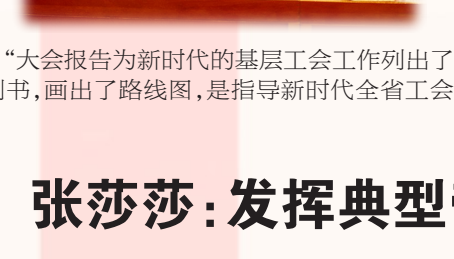 “大会报告为新时代的基层工会工作列出了
书,画出了路线图,是指导新时代全省工会
张莎莎:发挥典型